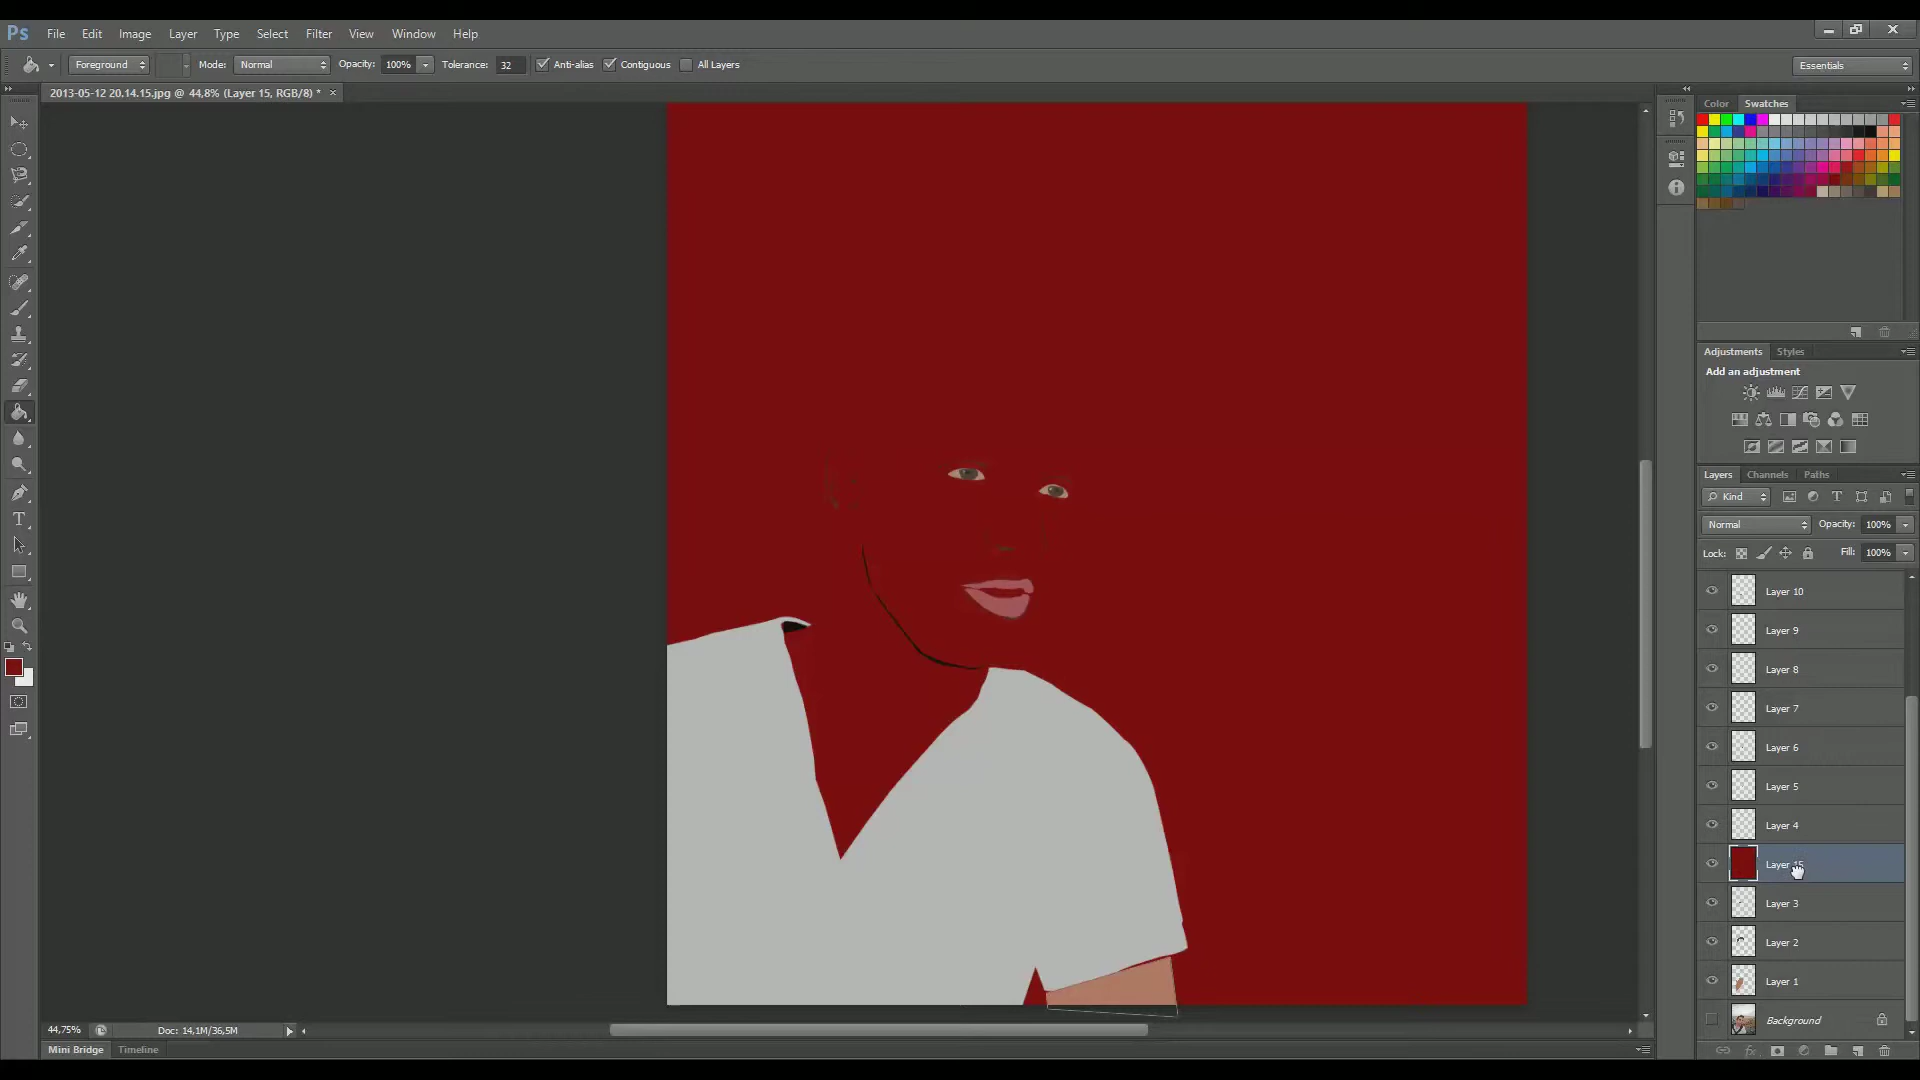 Ps File Edit Image Layer Type Select Filter View Window Help
Foreground Mode: Normal Opacity: 100% Tolerance: 32 Anti-alias Contiguous All Layers Essentials
2013-05-12 20.14.15.jpg @ 44,8% (Layer 15, RGB/8) * ×
Color Swatches
Adjustments Styles
Add an adjustment
Layers Channels Paths
Kind
Normal Opacity: 100%
Lock: Fill: 100%
Layer 10
Layer 9
Layer 8
Layer 7
Layer 6
Layer 5
Layer 4
Layer 15
Layer 3
Layer 2
Layer 1
Background
44,75% Doc: 14,1M/36,5M
Mini Bridge Timeline